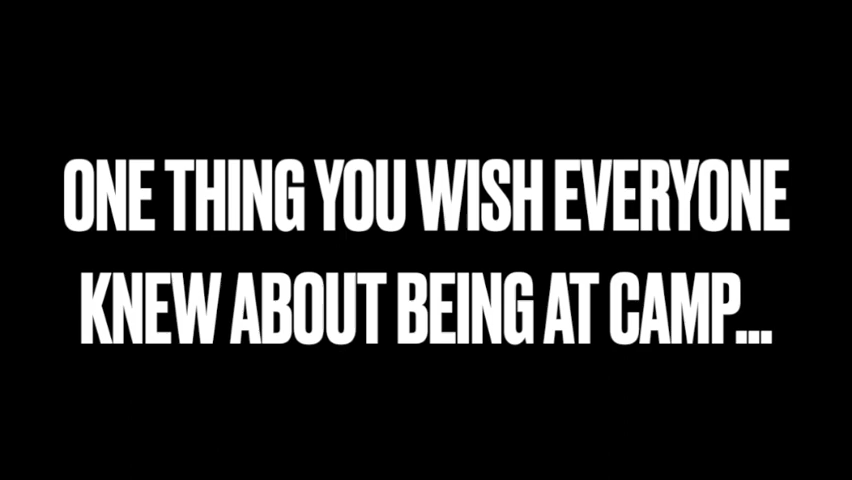 ONE THING YOU WISH EVERYONE
KNEW ABOUT BEING AT CAMP...